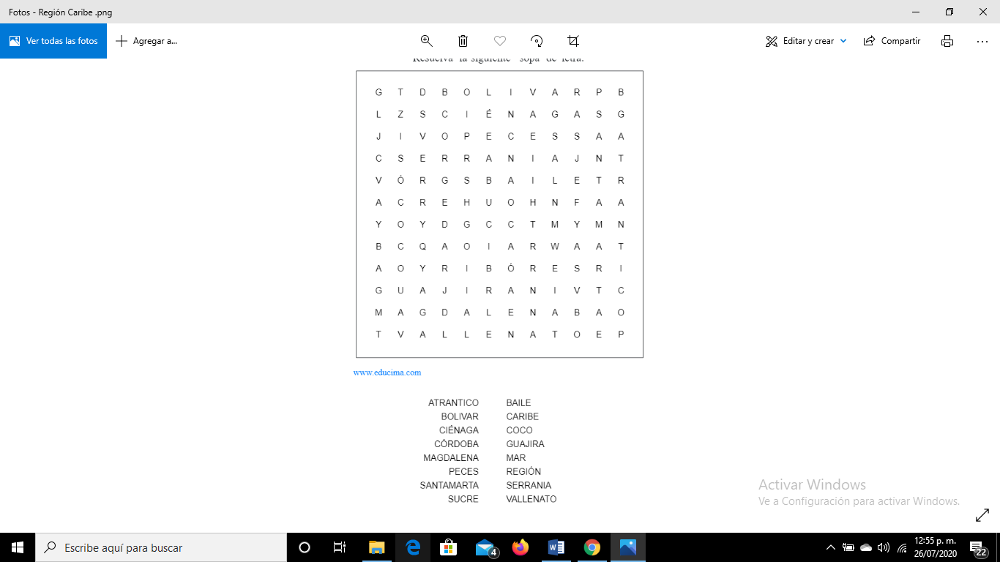 Fotos - Región Caribe .png
Ver todas las fotos Agregar a... Editar y crear Compartir
Resuelva la siguiente sopa de letra.
G T D B O L I V A R P B
L Z S C I É N A G A S G
J I V O P E C E S S A A
C S E R R A N I A J N T
V Ó R G S B A I L E T R
A C R E H U O H N F A A
Y O Y D G C C T M Y M N
B C Q A O I A R W A A T
A O Y R I B Ó R E S R I
G U A J I R A N I V T C
M A G D A L E N A B A O
T V A L L E N A T O E P
www.educima.com
ATRANTICO BAILE
BOLIVAR CARIBE
CIÉNAGA COCO
CÓRDOBA GUAJIRA
MAGDALENA MAR
PECES REGIÓN
SANTAMARTA SERRANIA
SUCRE VALLENATO
Activar Windows
Ve a Configuración para activar Windows.
Escribe aquí para buscar
4
12:55 p. m.
26/07/2020
22